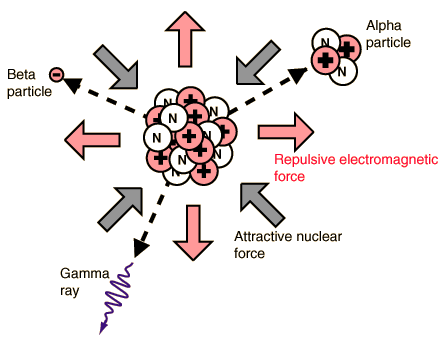 Alpha
particle
N
+
+
N
Beta
particle
−
N
+
+
N
+
N
+
N
+
+
+
N
N
N
+
Repulsive electromagnetic
force
Attractive nuclear
force
Gamma
ray